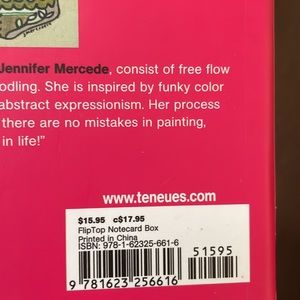 Jennifer Mercede, consist of free flow
odling. She is inspired by funky color
abstract expressionism. Her process
there are no mistakes in painting,
in life!"
www.teneues.com
$15.95 c$17.95
FlipTop Notecard Box
Printed in China
ISBN: 978-1-62325-661-6
51595
9 781623 256616